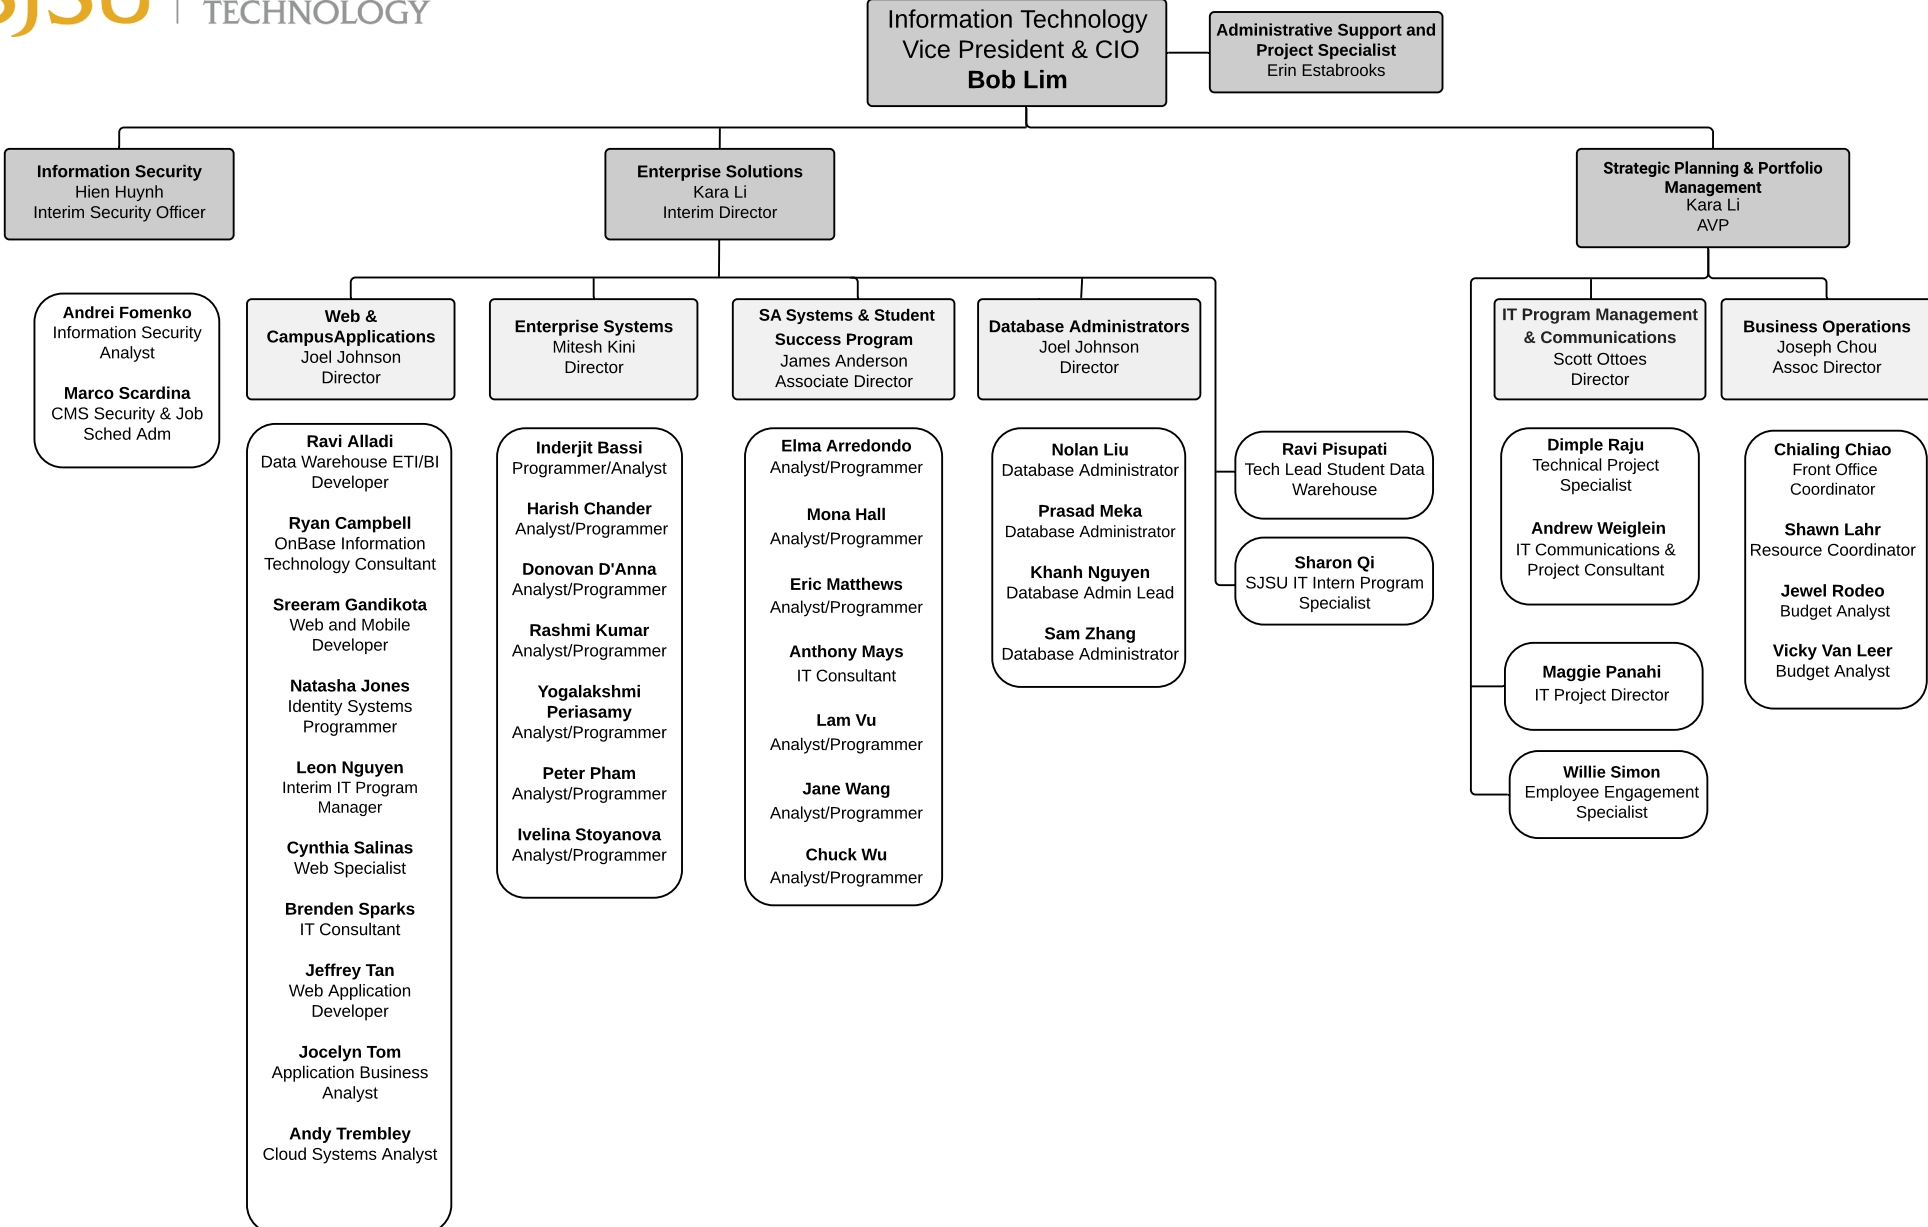 SJSU | TECHNOLOGY
Information Technology
Vice President & CIO
Bob Lim
Administrative Support and
Project Specialist
Erin Estabrooks
Information Security
Hien Huynh
Interim Security Officer
Enterprise Solutions
Kara Li
Interim Director
Strategic Planning & Portfolio
Management
Kara Li
AVP
Andrei Fomenko
Information Security
Analyst
Marco Scardina
CMS Security & Job
Sched Adm
Web &
CampusApplications
Joel Johnson
Director
Ravi Alladi
Data Warehouse ETI/BI
Developer
Ryan Campbell
OnBase Information
Technology Consultant
Sreeram Gandikota
Web and Mobile
Developer
Natasha Jones
Identity Systems
Programmer
Leon Nguyen
Interim IT Program
Manager
Cynthia Salinas
Web Specialist
Brenden Sparks
IT Consultant
Jeffrey Tan
Web Application
Developer
Jocelyn Tom
Application Business
Analyst
Andy Trembley
Cloud Systems Analyst
Enterprise Systems
Mitesh Kini
Director
Inderjit Bassi
Programmer/Analyst
Harish Chander
Analyst/Programmer
Donovan D'Anna
Analyst/Programmer
Rashmi Kumar
Analyst/Programmer
Yogalakshmi
Periasamy
Analyst/Programmer
Peter Pham
Analyst/Programmer
Ivelina Stoyanova
Analyst/Programmer
SA Systems & Student
Success Program
James Anderson
Associate Director
Elma Arredondo
Analyst/Programmer
Mona Hall
Analyst/Programmer
Eric Matthews
Analyst/Programmer
Anthony Mays
IT Consultant
Lam Vu
Analyst/Programmer
Jane Wang
Analyst/Programmer
Chuck Wu
Analyst/Programmer
Database Administrators
Joel Johnson
Director
Nolan Liu
Database Administrator
Prasad Meka
Database Administrator
Khanh Nguyen
Database Admin Lead
Sam Zhang
Database Administrator
Ravi Pisupati
Tech Lead Student Data
Warehouse
Sharon Qi
SJSU IT Intern Program
Specialist
IT Program Management
& Communications
Scott Ottoes
Director
Dimple Raju
Technical Project
Specialist
Andrew Weiglein
IT Communications &
Project Consultant
Maggie Panahi
IT Project Director
Willie Simon
Employee Engagement
Specialist
Business Operations
Joseph Chou
Assoc Director
Chialing Chiao
Front Office
Coordinator
Shawn Lahr
Resource Coordinator
Jewel Rodeo
Budget Analyst
Vicky Van Leer
Budget Analyst